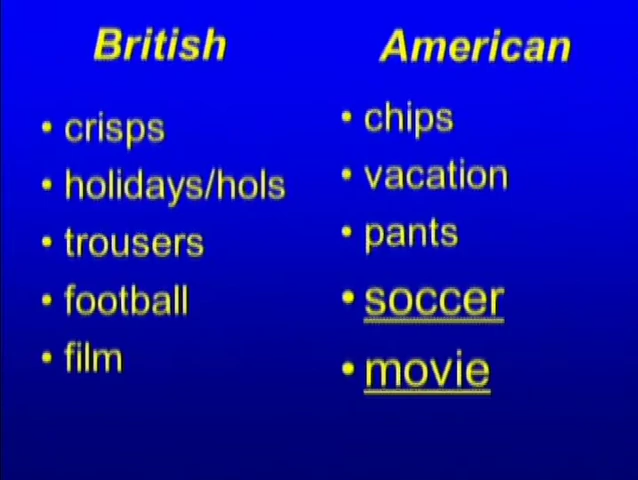 British
• crisps
• holidays/hols
• trousers
• football
• film
American
• chips
• vacation
• pants
• soccer
• movie